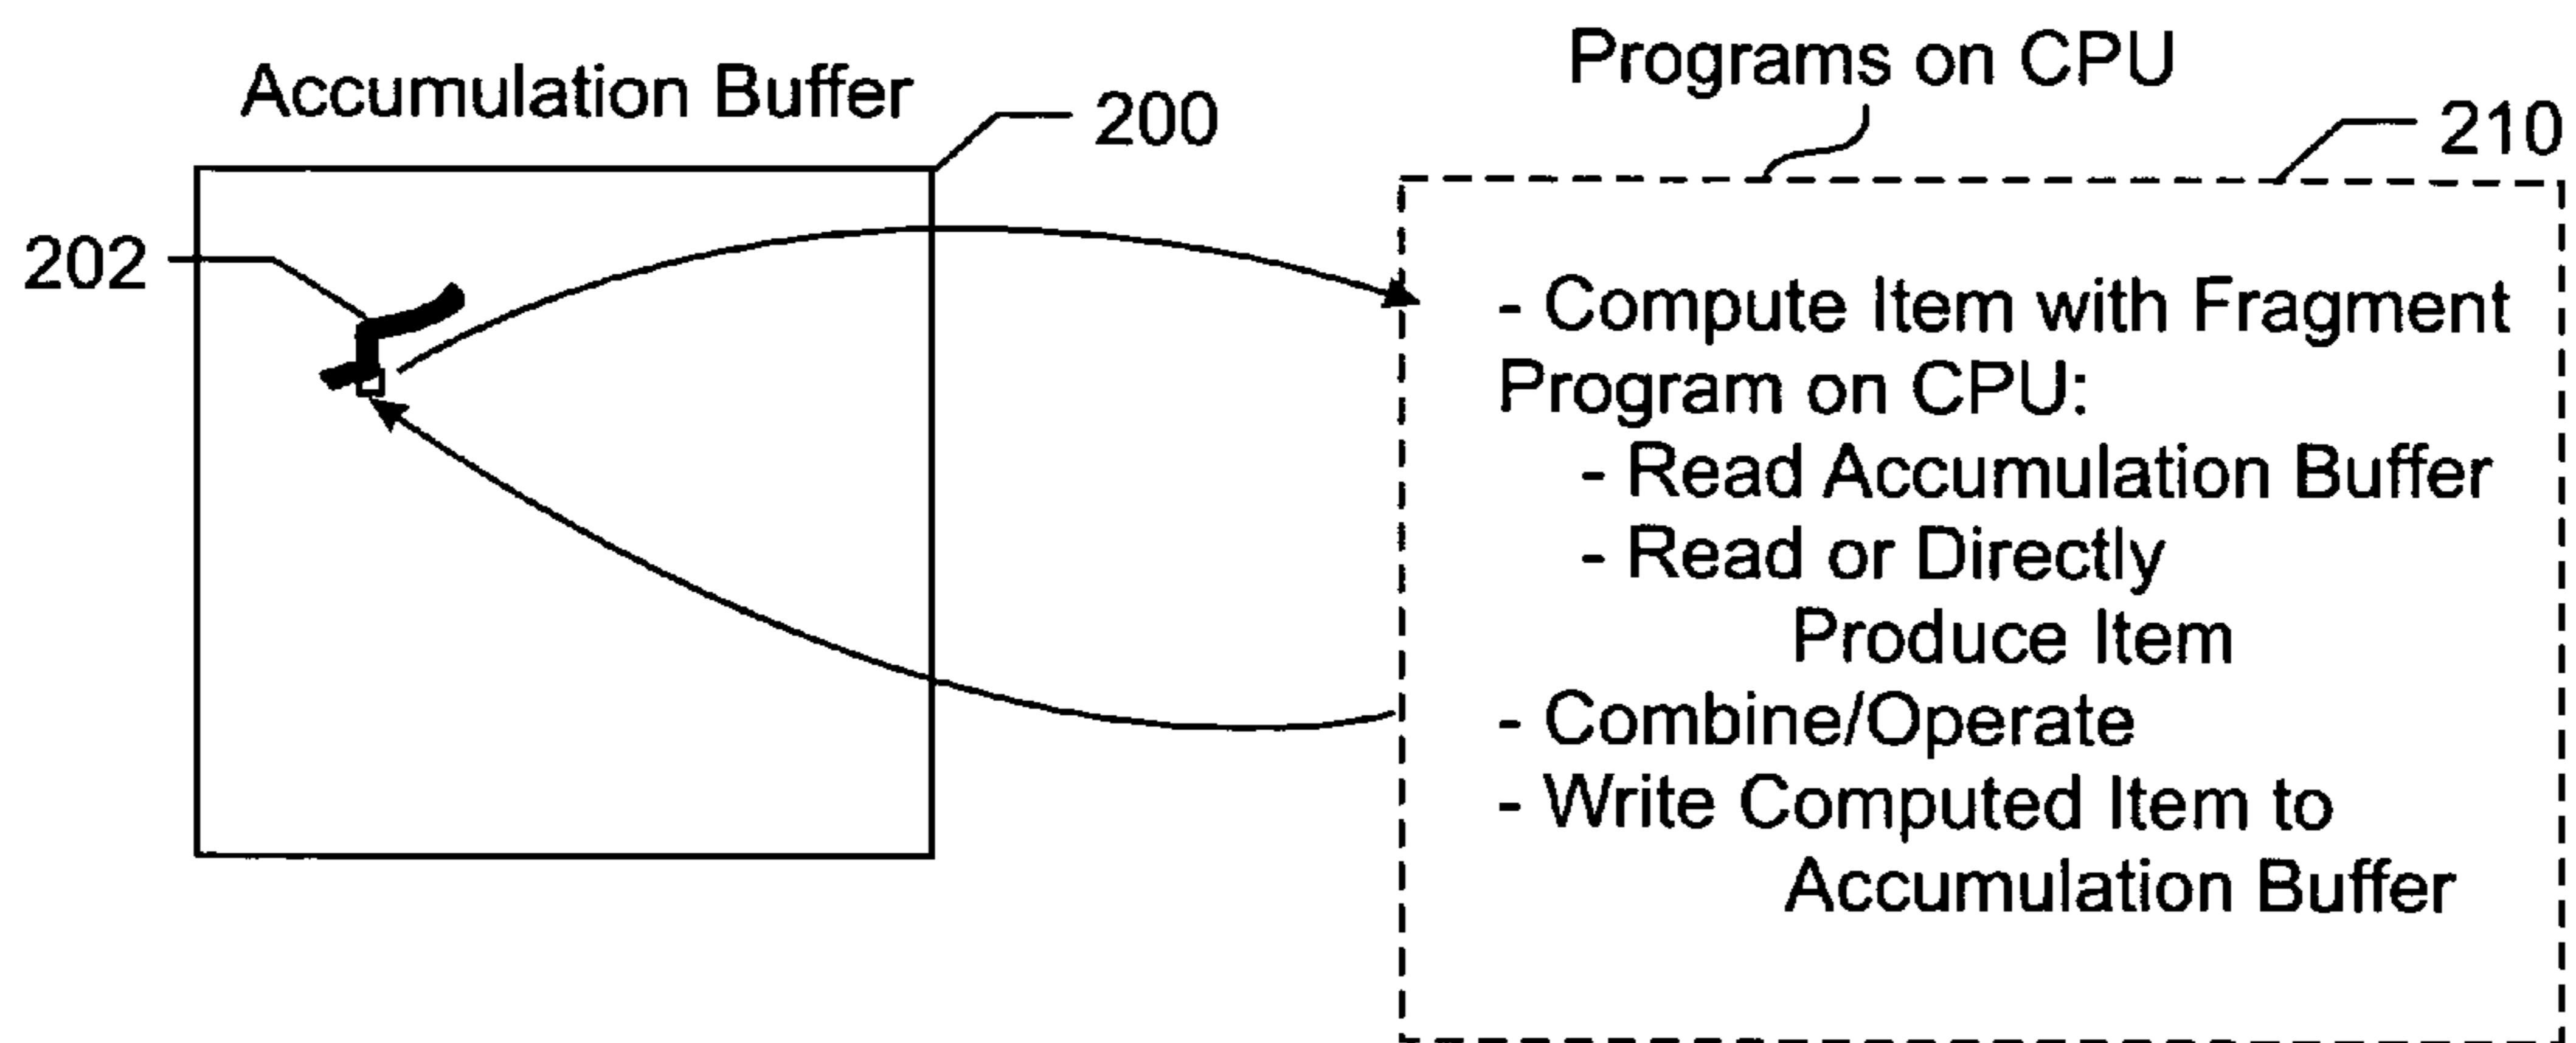 Accumulation Buffer
200
202
Programs on CPU
210
- Compute Item with Fragment
Program on CPU:
- Read Accumulation Buffer
- Read or Directly
Produce Item
- Combine/Operate
- Write Computed Item to
Accumulation Buffer